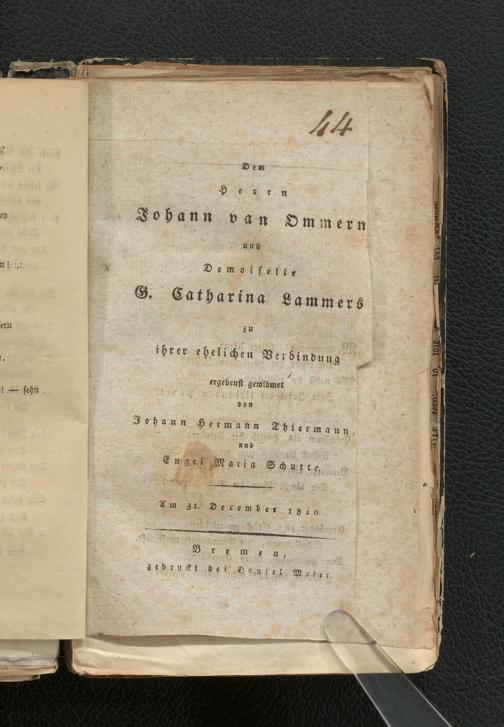 44
Dem
Herrn
Johann van Ommern
und
Demoiselle
G. Catharina Lammers
zu
ihrer ehelichen Verbindung
ergebenst gewidmet
von
Johann Hermann Thiermann,
und
Engel Maria Schutte.
Am 31. December 1810.
Bremen,
gedruckt bei Daniel Meier.